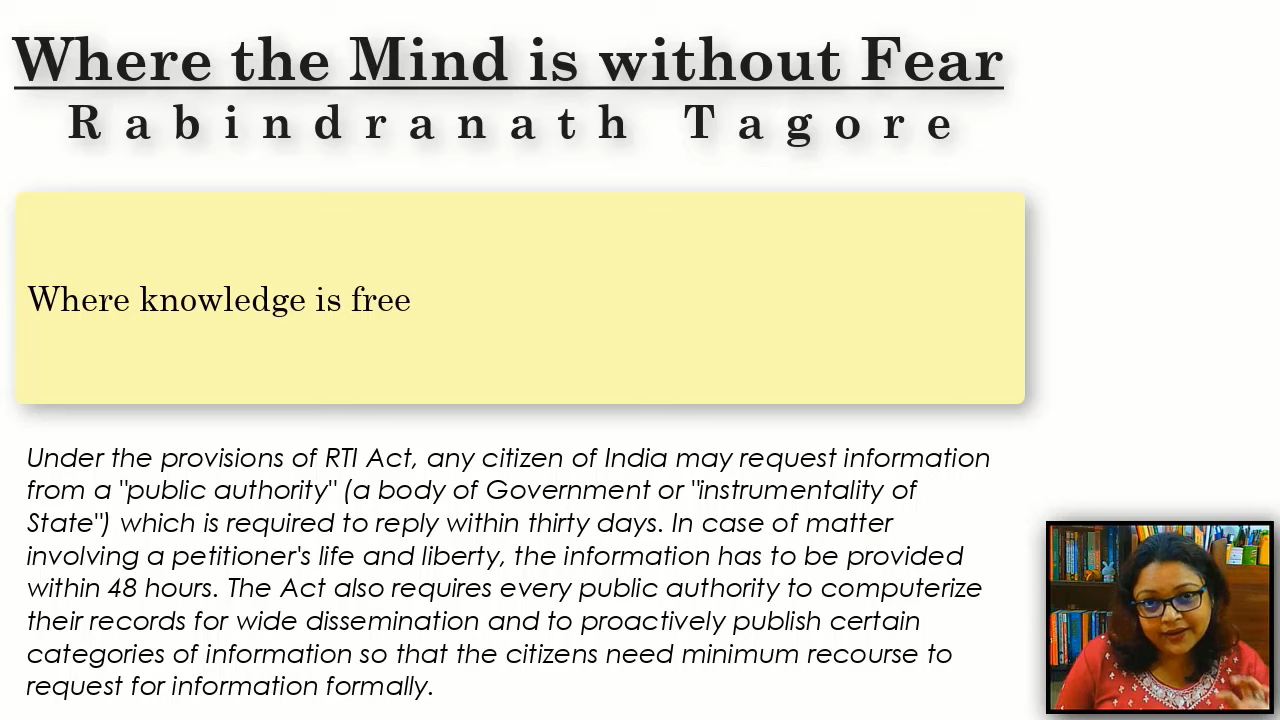 Where the Mind is without Fear
Rabindranath Tagore
Where knowledge is free
Under the provisions of RTI Act, any citizen of India may request information
from a "public authority" (a body of Government or "instrumentality of
State") which is required to reply within thirty days. In case of matter
involving a petitioner's life and liberty, the information has to be provided
within 48 hours. The Act also requires every public authority to computerize
their records for wide dissemination and to proactively publish certain
categories of information so that the citizens need minimum recourse to
request for information formally.